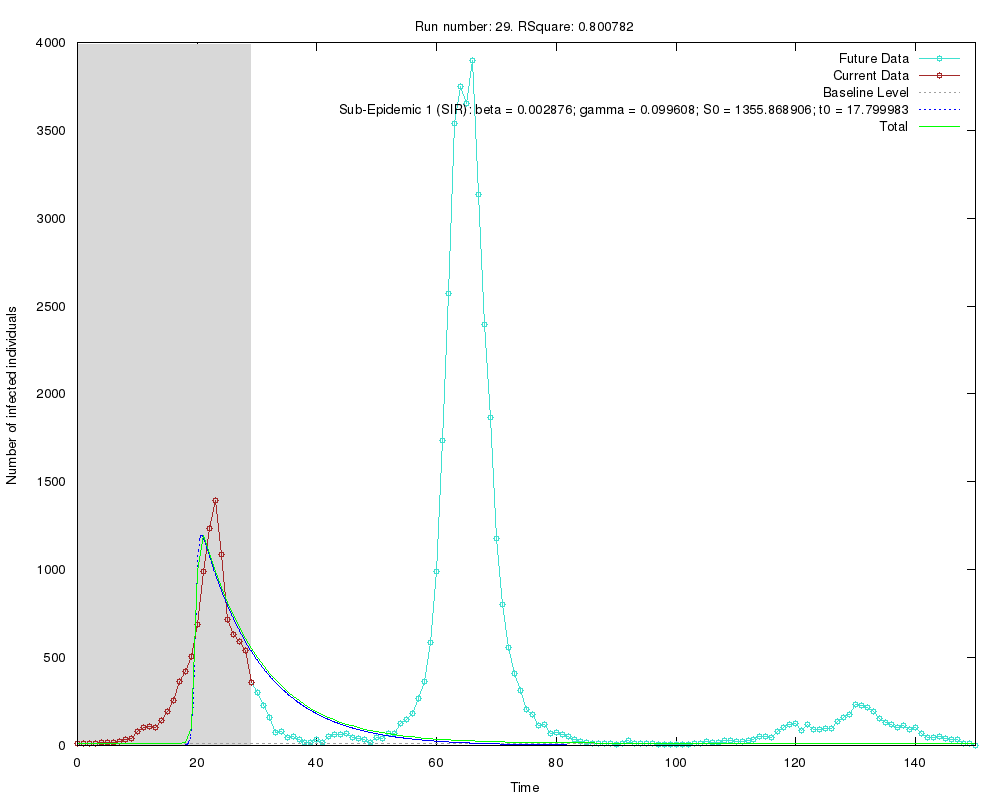 Run number: 29. RSquare: 0.800782
Future Data
Current Data
Baseline Level
Sub-Epidemic 1 (SIR): beta = 0.002876; gamma = 0.099608; S0 = 1355.868906; t0 = 17.799983
Total
Number of infected individuals
4000
3500
3000
2500
2000
1500
1000
500
0
0 20 40 60 80 100 120 140
Time